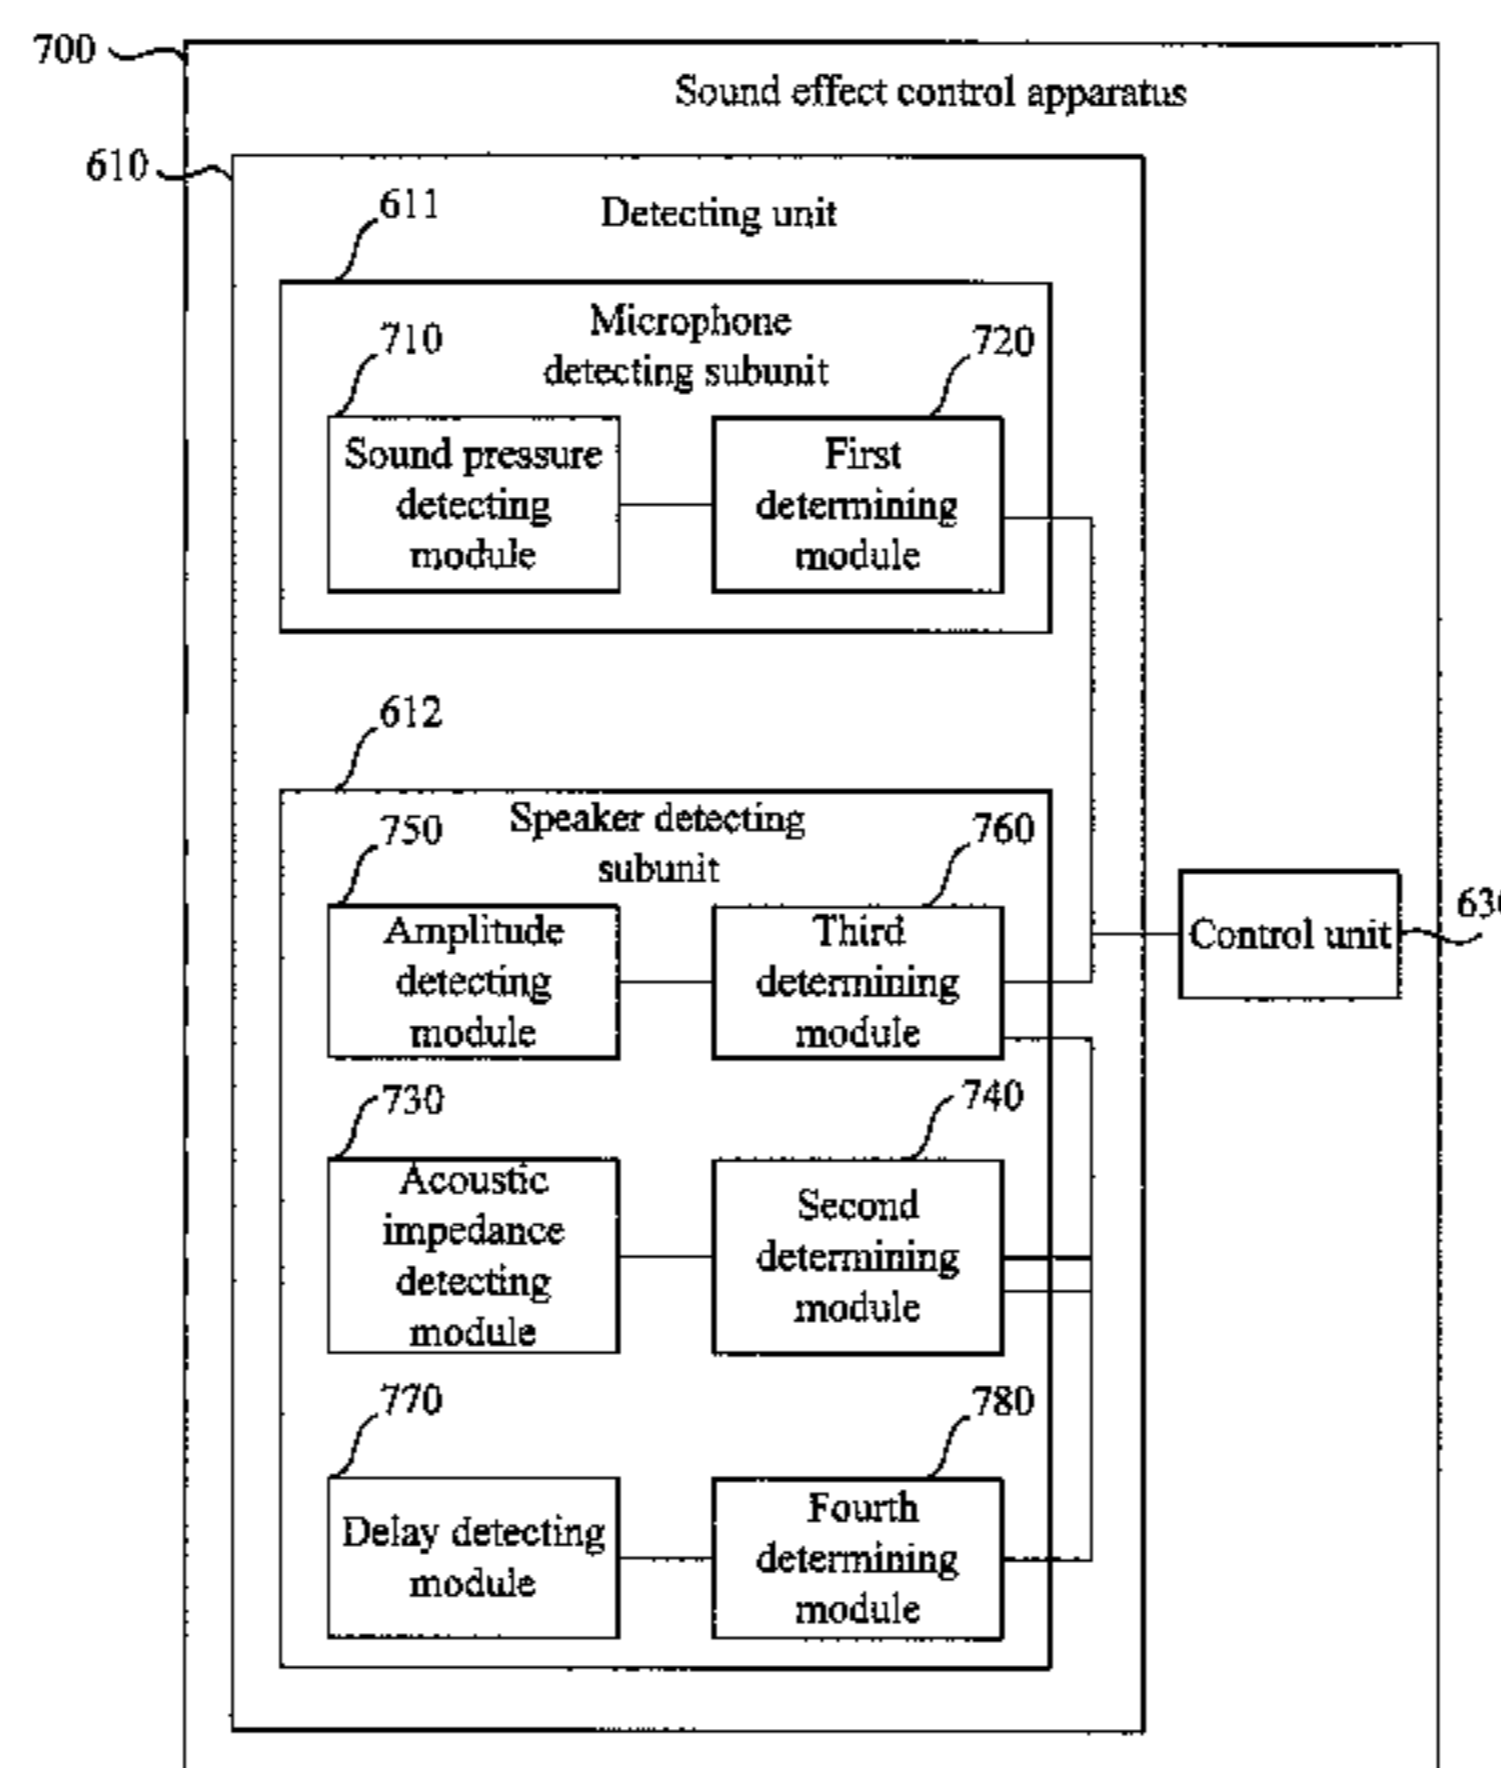 700
Sound effect control apparatus
610
Detecting unit
611
Microphone
detecting subunit
710
720
Sound pressure
detecting
module
First
determining
module
612
Speaker detecting
subunit
750
760
Amplitude
detecting
module
Third
determining
module
Control unit
630
730
740
Acoustic
impedance
detecting
module
Second
determining
module
770
780
Delay detecting
module
Fourth
determining
module